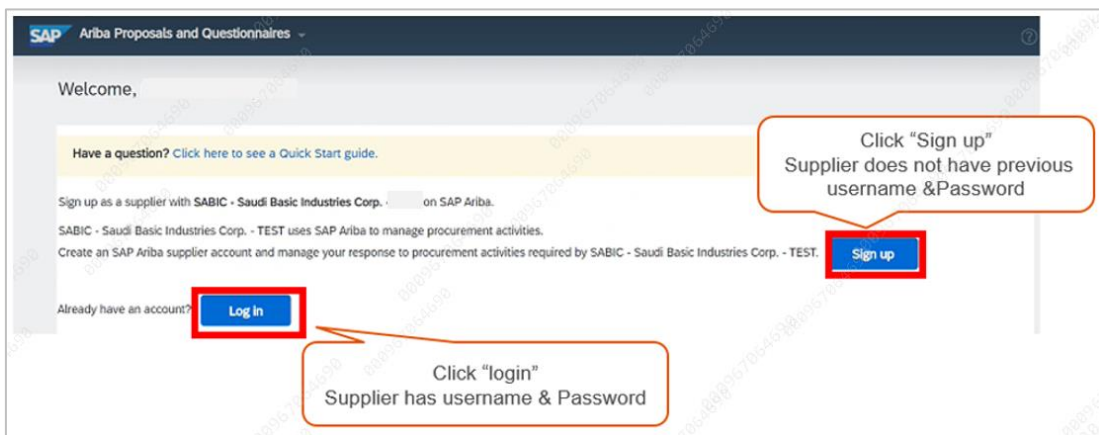 SAP Ariba Proposals and Questionnaires
Welcome,
Have a question? Click here to see a Quick Start guide.
Click “Sign up”
Supplier does not have previous
username &Password
Sign up as a supplier with SABIC - Saudi Basic Industries Corp. - on SAP Ariba.
SABIC - Saudi Basic Industries Corp. - TEST uses SAP Ariba to manage procurement activities.
Create an SAP Ariba supplier account and manage your response to procurement activities required by SABIC - Saudi Basic Industries Corp. - TEST. Sign up
Already have an account? Log in
Click “login”
Supplier has username & Password